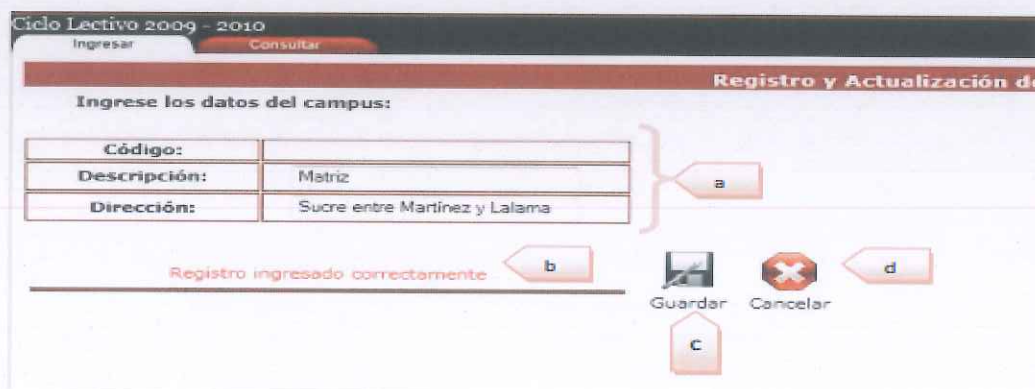 Ciclo Lectivo 2009 - 2010
Ingresar Consultar
Registro y Actualización de
Ingrese los datos del campus:
Código:
Descripción: Matriz
Dirección: Sucre entre Martínez y Lalama
a
Registro ingresado correctamente b
d
Guardar Cancelar
c